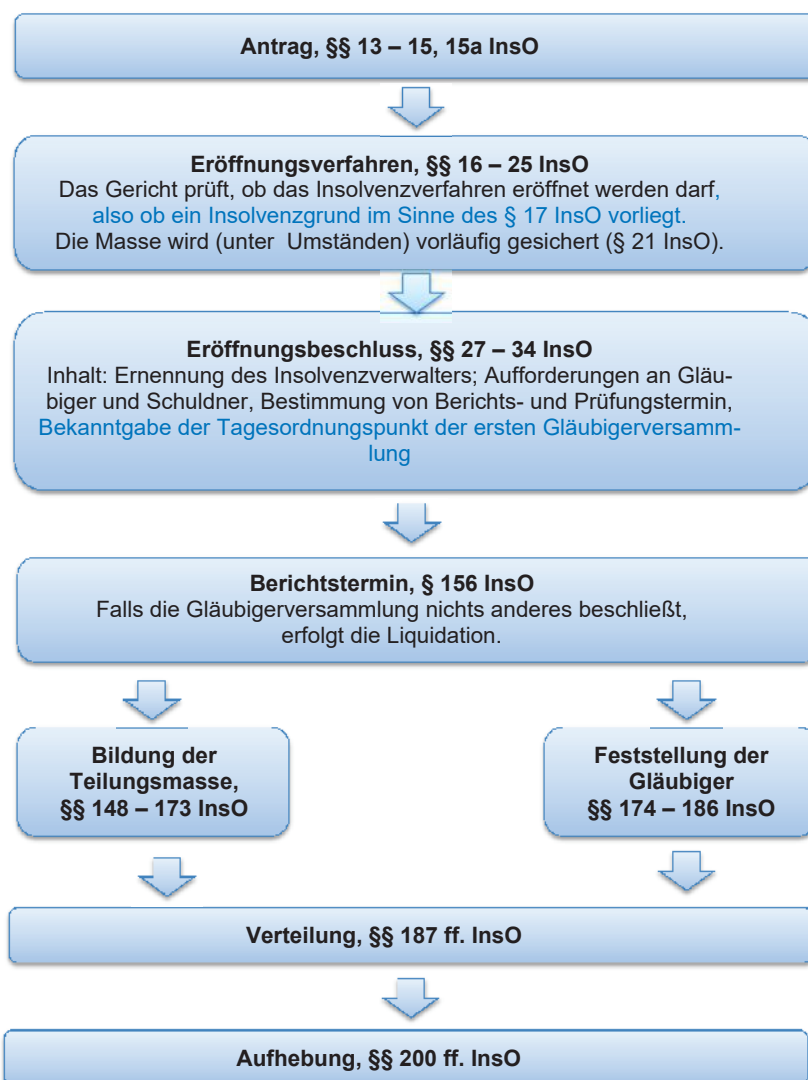 Antrag, §§ 13 – 15, 15a InsO
Eröffnungsverfahren, §§ 16 – 25 InsO
Das Gericht prüft, ob das Insolvenzverfahren eröffnet werden darf,
also ob ein Insolvenzgrund im Sinne des § 17 InsO vorliegt.
Die Masse wird (unter Umständen) vorläufig gesichert (§ 21 InsO).
Eröffnungsbeschluss, §§ 27 – 34 InsO
Inhalt: Ernennung des Insolvenzverwalters; Aufforderungen an Gläu-
biger und Schuldner, Bestimmung von Berichts- und Prüfungstermin,
Bekanntgabe der Tagesordnungspunkt der ersten Gläubigerversamm-
lung
Berichtstermin, § 156 InsO
Falls die Gläubigerversammlung nichts anderes beschließt,
erfolgt die Liquidation.
Bildung der
Teilungsmasse,
§§ 148 – 173 InsO
Feststellung der
Gläubiger
§§ 174 – 186 InsO
Verteilung, §§ 187 ff. InsO
Aufhebung, §§ 200 ff. InsO